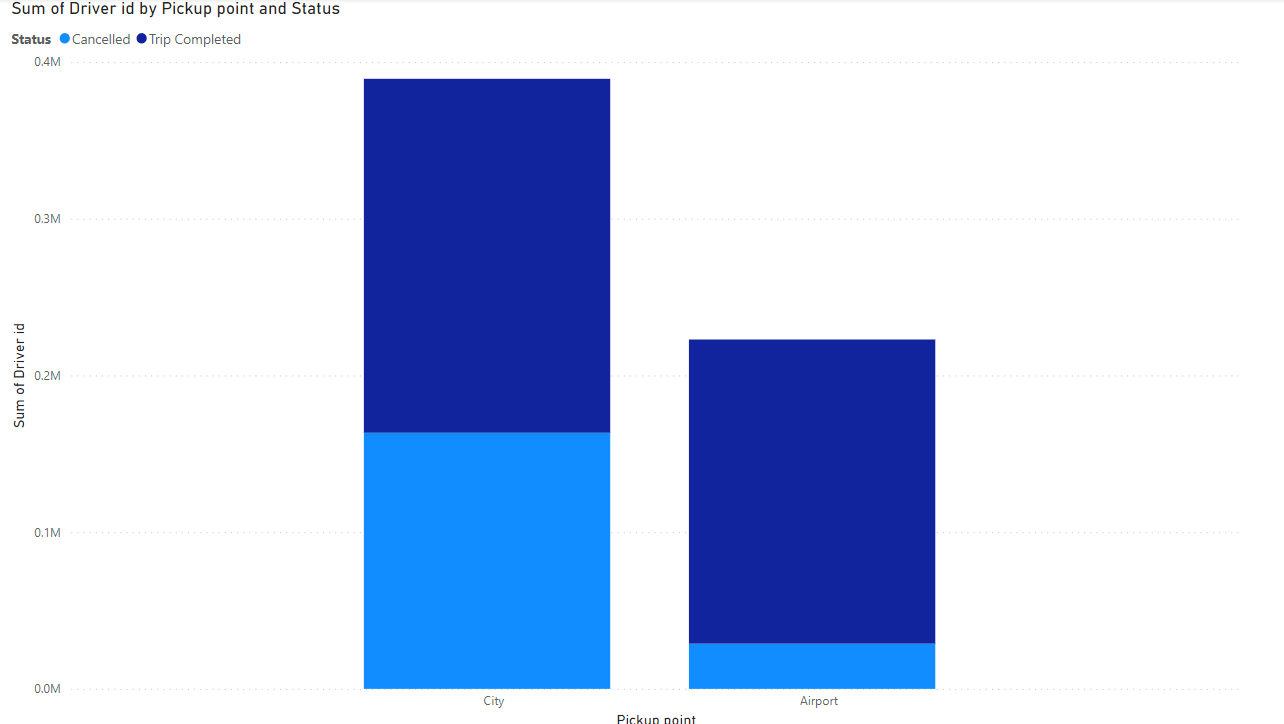 Sum of Driver id by Pickup point and Status
Status Cancelled Trip Completed
0.4M
0.3M
0.2M
0.1M
0.0M
Sum of Driver id
City Airport
Pickup point